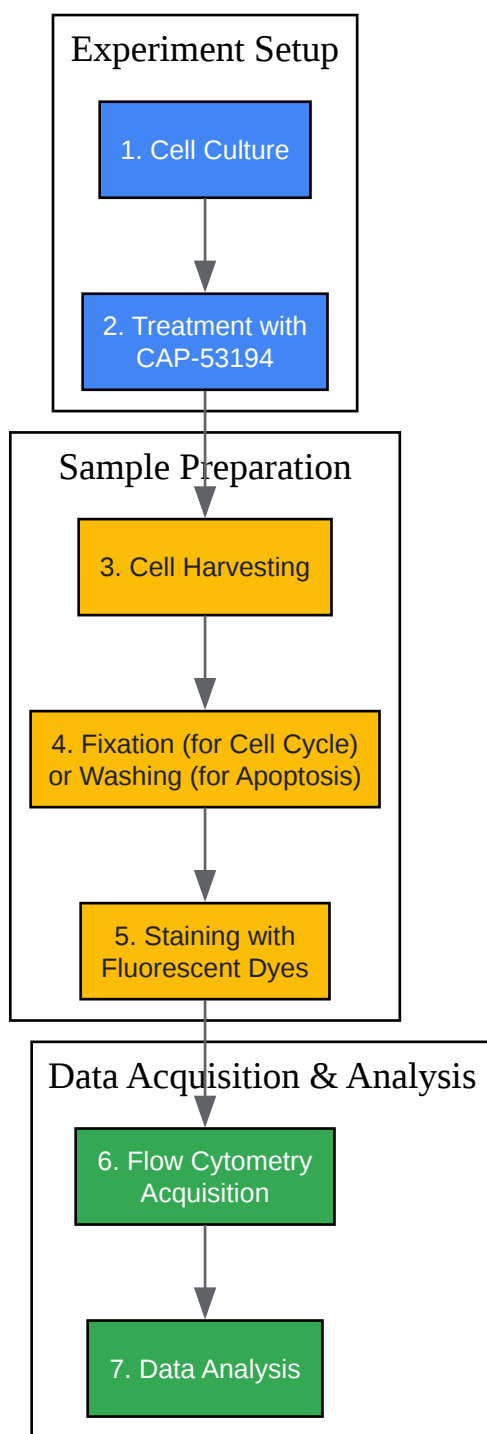 Experiment Setup
1. Cell Culture
2. Treatment with
CAP-53194
Sample Preparation
3. Cell Harvesting
4. Fixation (for Cell Cycle)
or Washing (for Apoptosis)
5. Staining with
Fluorescent Dyes
Data Acquisition & Analysis
6. Flow Cytometry
Acquisition
7. Data Analysis